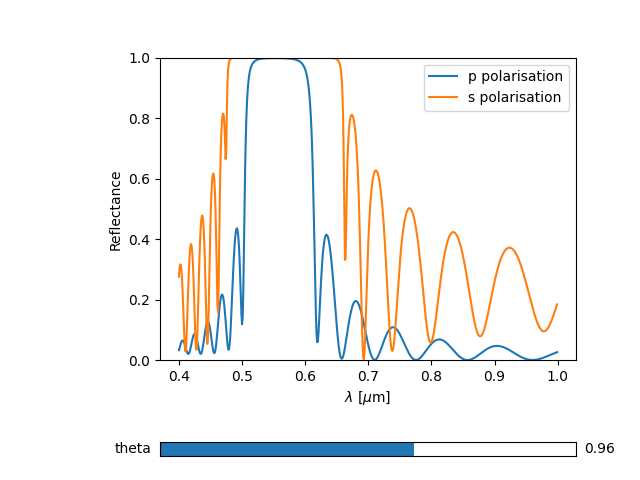 1.0
0.8
0.6
0.4
0.2
0.0
Reflectance
p polarisation
s polarisation
0.4 0.5 0.6 0.7 0.8 0.9 1.0
λ [μm]
theta 0.96